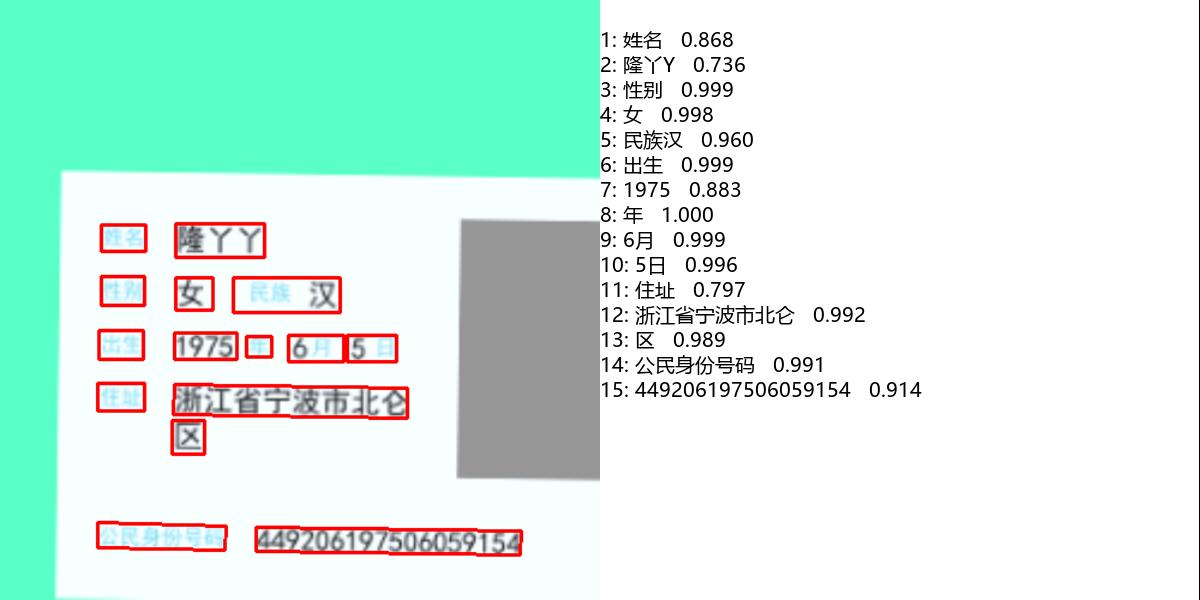 姓名 隆丫丫
性别 女 民族 汉
出生 1975 年 6 月 5 日
住址 浙江省宁波市北仑
区
公民身份号码 449206197506059154
1: 姓名 0.868
2: 隆丫Y 0.736
3: 性别 0.999
4: 女 0.998
5: 民族汉 0.960
6: 出生 0.999
7: 1975 0.883
8: 年 1.000
9: 6月 0.999
10: 5日 0.996
11: 住址 0.797
12: 浙江省宁波市北仑 0.992
13: 区 0.989
14: 公民身份号码 0.991
15: 449206197506059154 0.914